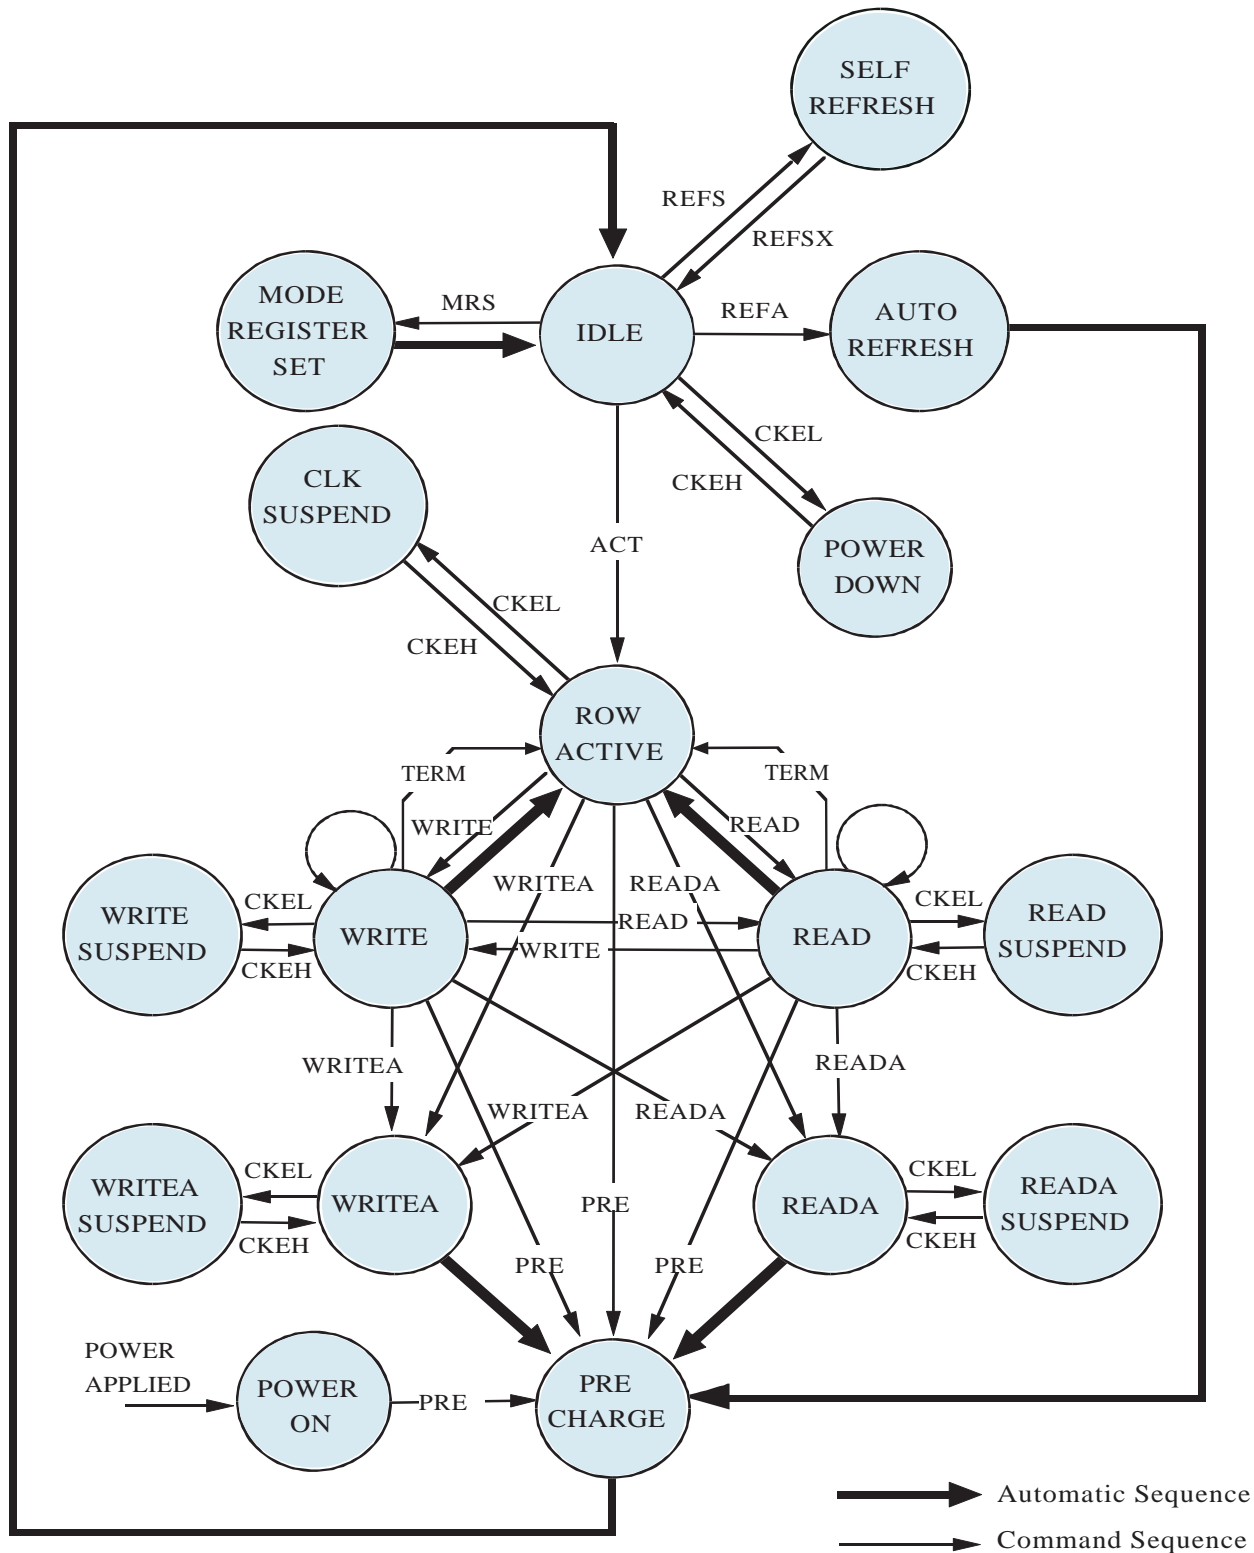 SELF
REFRESH
REFS
REFSX
MODE
REGISTER
SET
MRS
IDLE
REFA
AUTO
REFRESH
CKEL
CKEH
CLK
SUSPEND
ACT
POWER
DOWN
CKEL
CKEH
ROW
ACTIVE
TERM
TERM
WRITE
READ
WRITEA
READA
WRITE
SUSPEND
CKEL
CKEH
WRITE
READ
WRITE
READ
CKEL
CKEH
READ
SUSPEND
WRITEA
READA
WRITEA
READA
WRITEA
SUSPEND
CKEL
CKEH
WRITEA
PRE
READA
CKEL
CKEH
READA
SUSPEND
PRE
PRE
POWER
APPLIED
POWER
ON
PRE
PRE
CHARGE
Automatic Sequence
Command Sequence